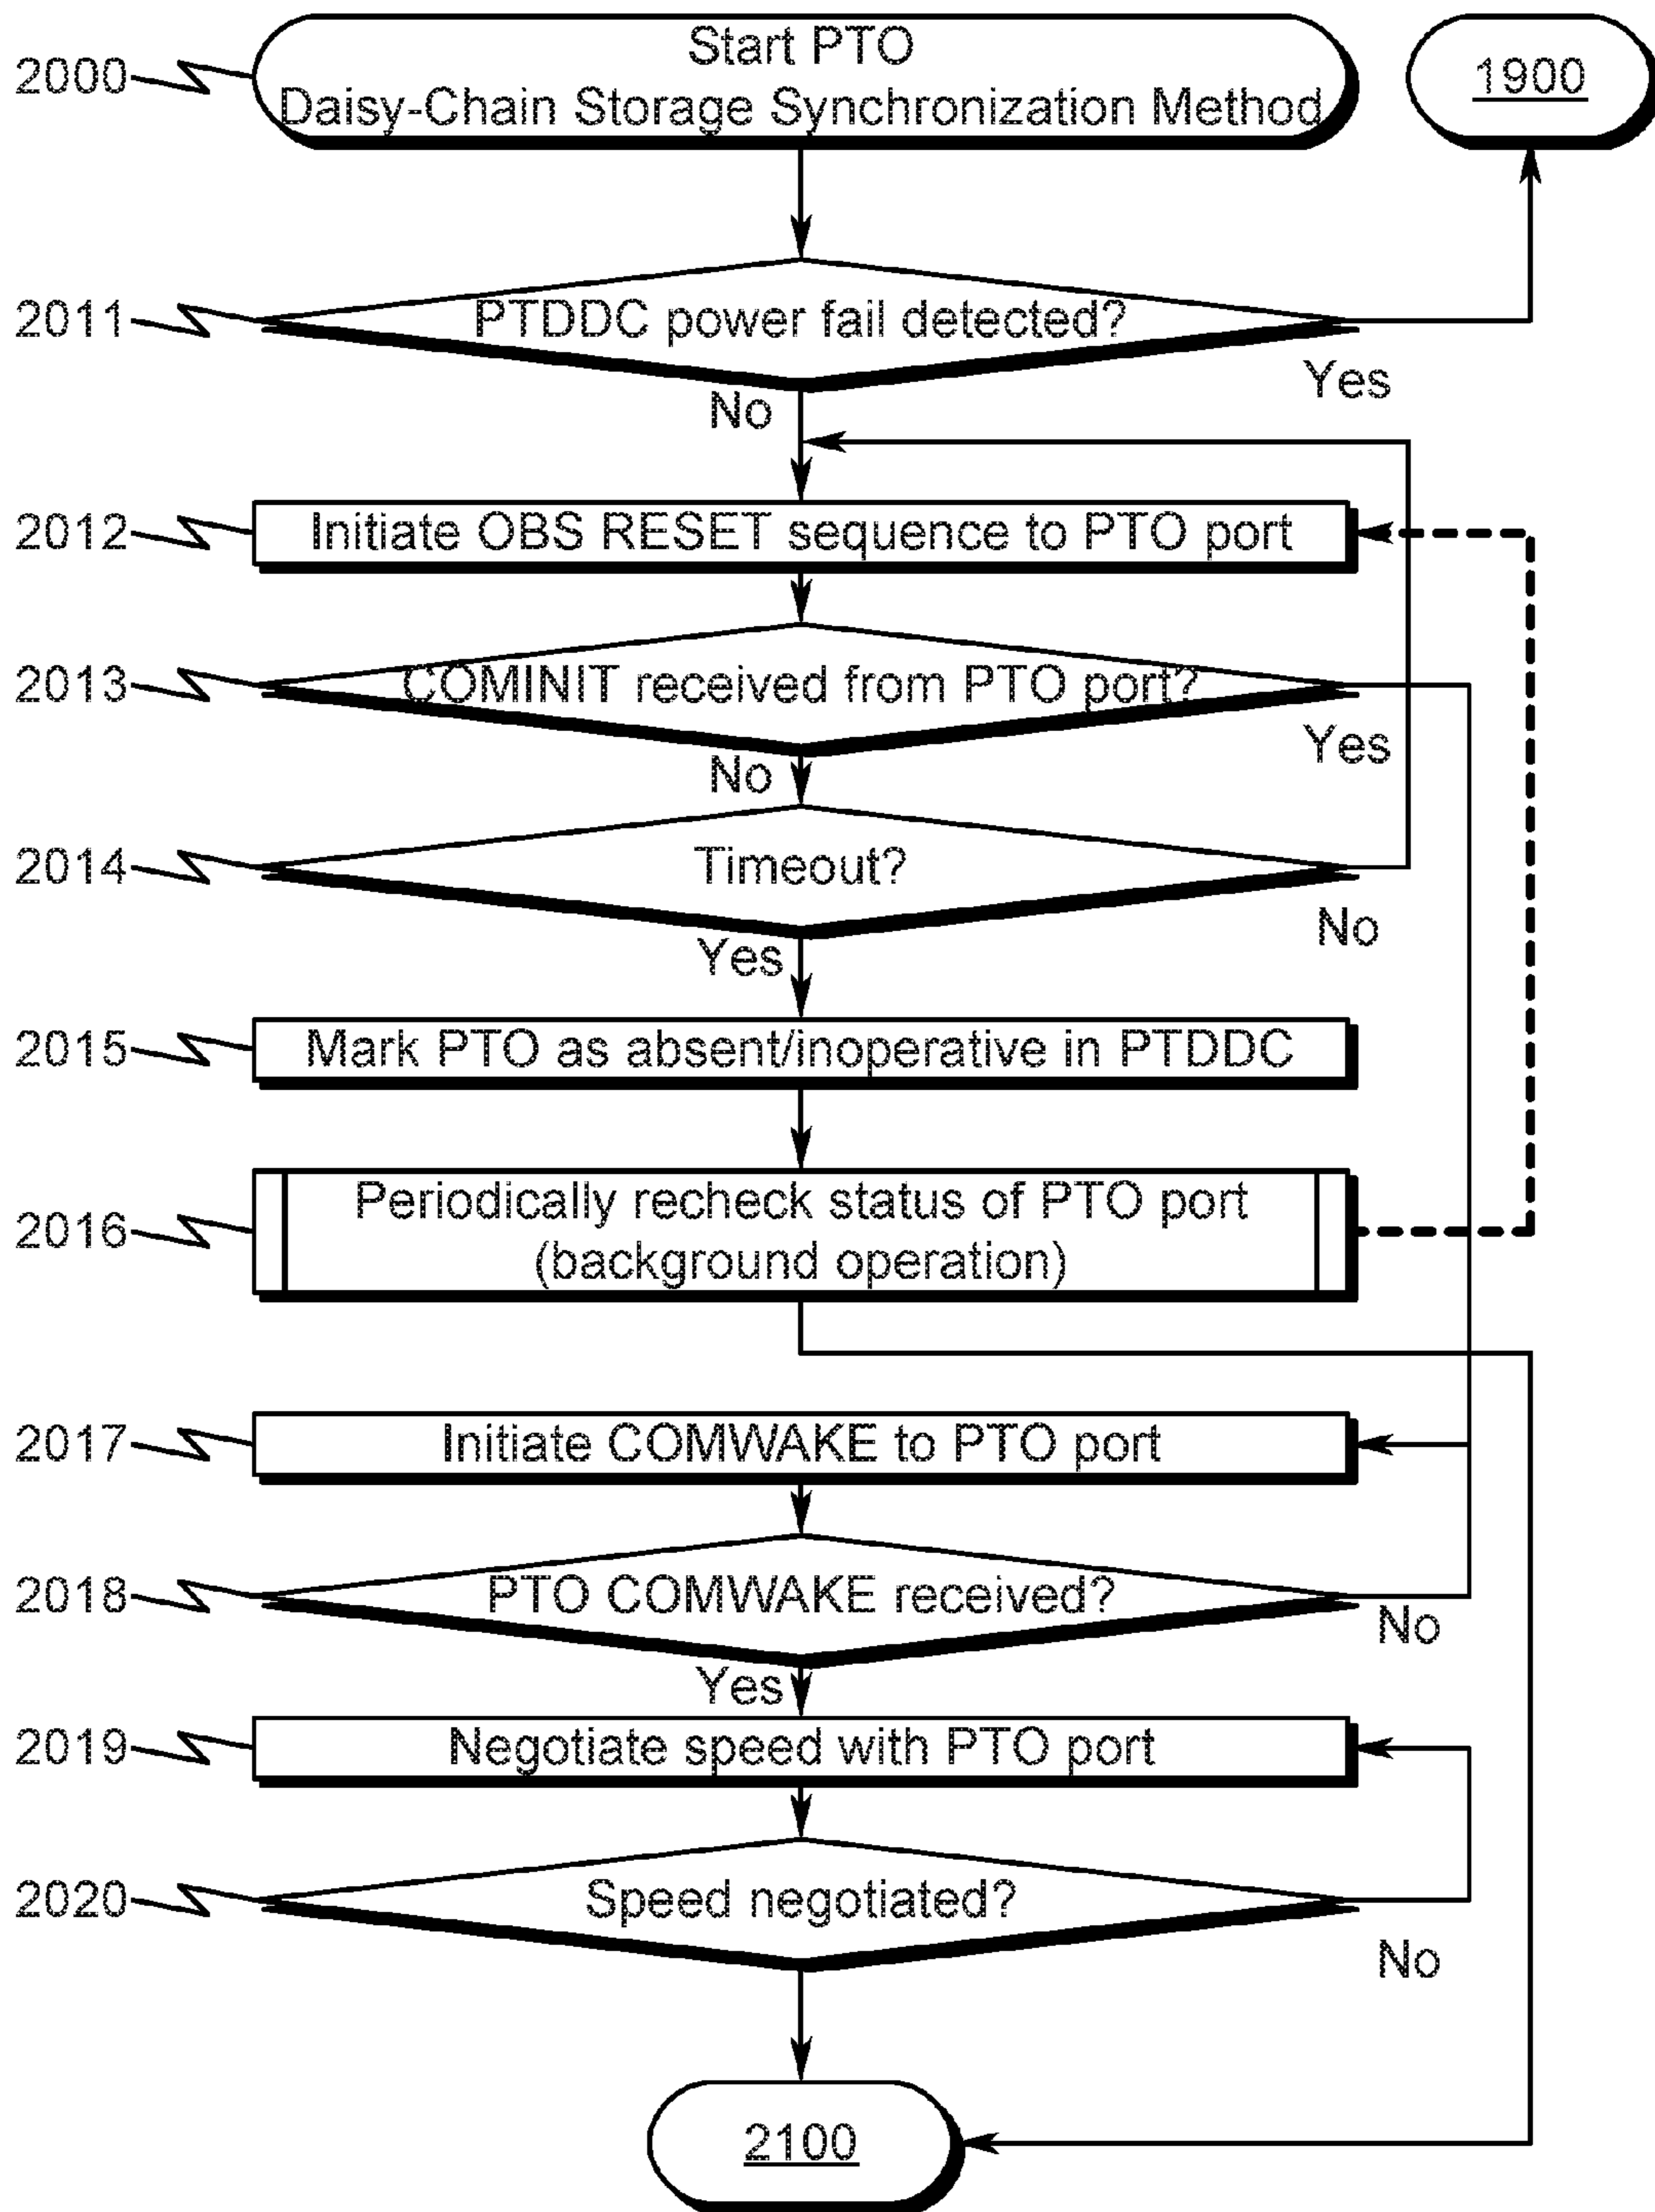 2000
Start PTO
Daisy-Chain Storage Synchronization Method
1900
2011
PTDDC power fail detected?
Yes
No
2012
Initiate OBS RESET sequence to PTO port
2013
COMINIT received from PTO port?
Yes
No
2014
Timeout?
No
Yes
2015
Mark PTO as absent/inoperative in PTDDC
2016
Periodically recheck status of PTO port
(background operation)
2017
Initiate COMWAKE to PTO port
2018
PTO COMWAKE received?
No
Yes
2019
Negotiate speed with PTO port
2020
Speed negotiated?
No
2100